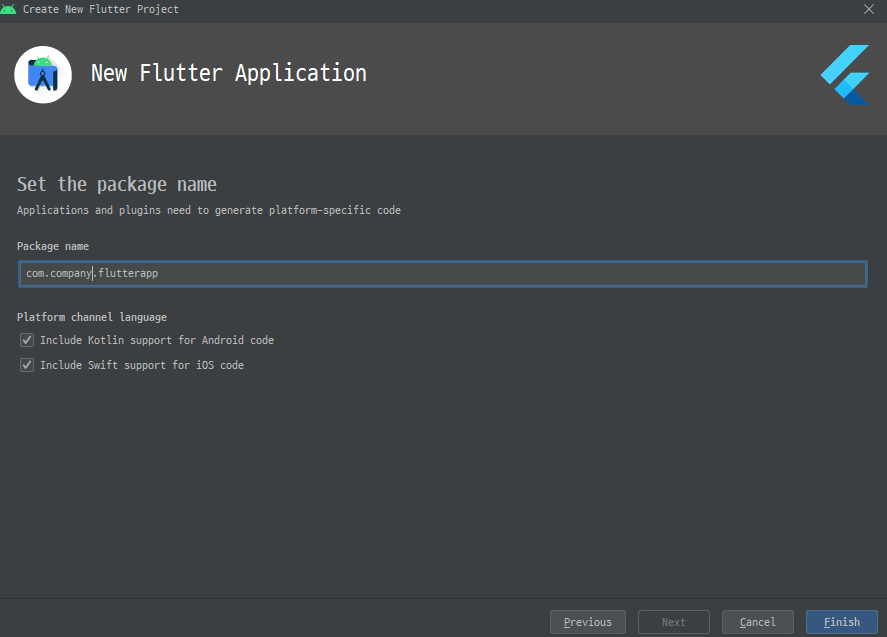 Create New Flutter Project
New Flutter Application
Set the package name
Applications and plugins need to generate platform-specific code
Package name
com.company.flutterapp
Platform channel language
Include Kotlin support for Android code
Include Swift support for iOS code
Previous
Next
Cancel
Finish